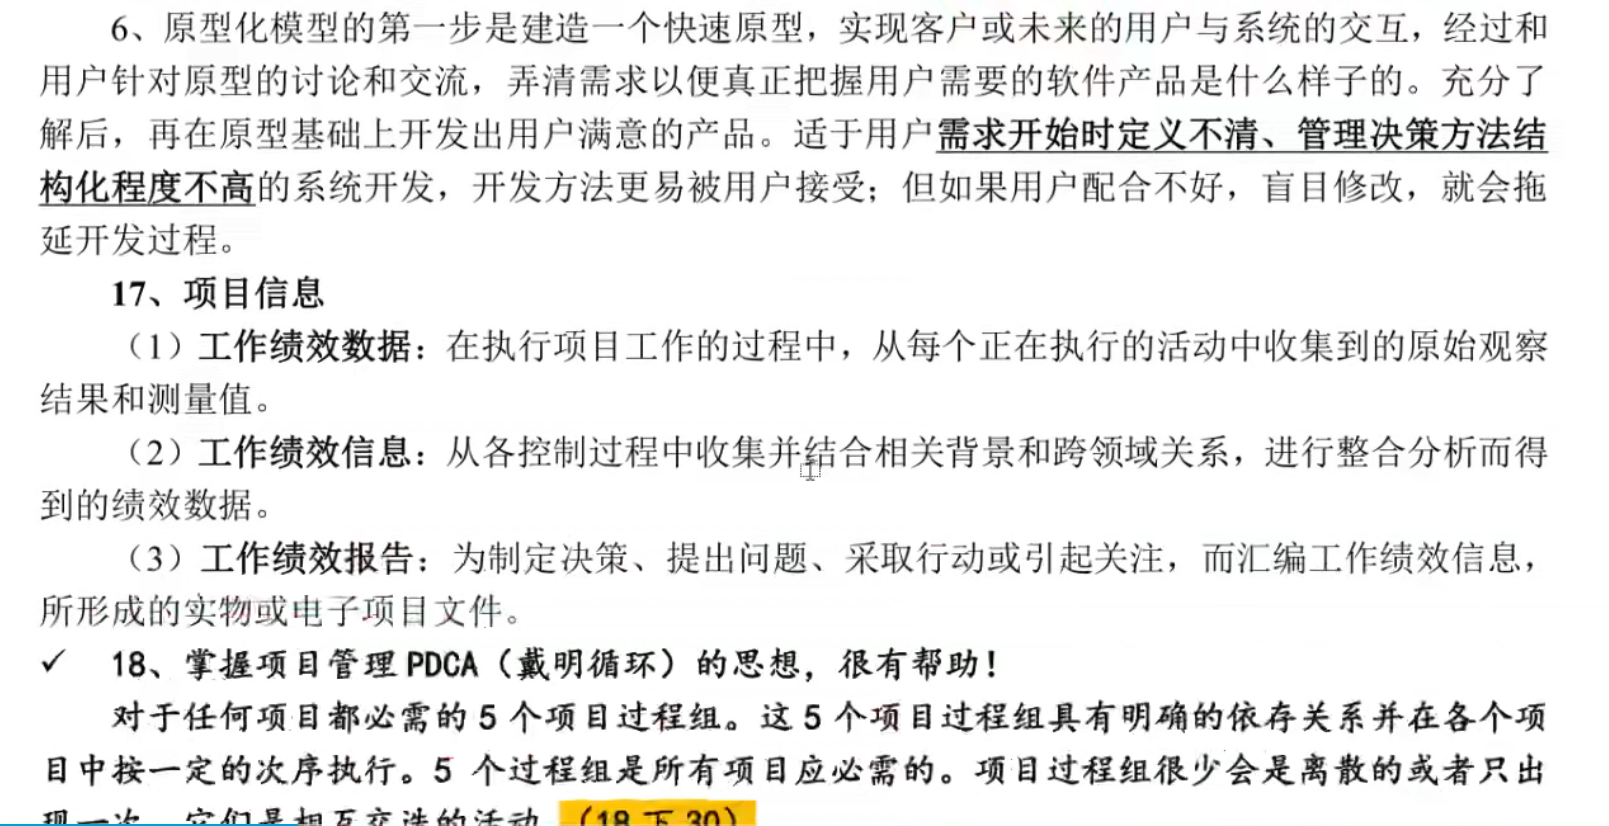 6、原型化模型的第一步是建造一个快速原型，实现客户或未来的用户与系统的交互，经过和
用户针对原型的讨论和交流，弄清需求以便真正把握用户需要的软件产品是什么样子的。充分了
解后，再在原型基础上开发出用户满意的产品。适于用户需求开始时定义不清、管理决策方法结
构化程度不高的系统开发，开发方法更易被用户接受；但如果用户配合不好，盲目修改，就会拖
延开发过程。
17、项目信息
（1）工作绩效数据：在执行项目工作的过程中，从每个正在执行的活动中收集到的原始观察
结果和测量值。
（2）工作绩效信息：从各控制过程中收集并结合相关背景和跨领域关系，进行整合分析而得
到的绩效数据。
（3）工作绩效报告：为制定决策、提出问题、采取行动或引起关注，而汇编工作绩效信息，
所形成的实物或电子项目文件。
✓ 18、掌握项目管理 PDCA（戴明循环）的思想，很有帮助！
对于任何项目都必需的 5 个项目过程组。这 5 个项目过程组具有明确的依存关系并在各个项
目中按一定的次序执行。5 个过程组是所有项目应必需的。项目过程组很少会是离散的或者只出
现一次，它们是相互交迭的活动（18 下 30）